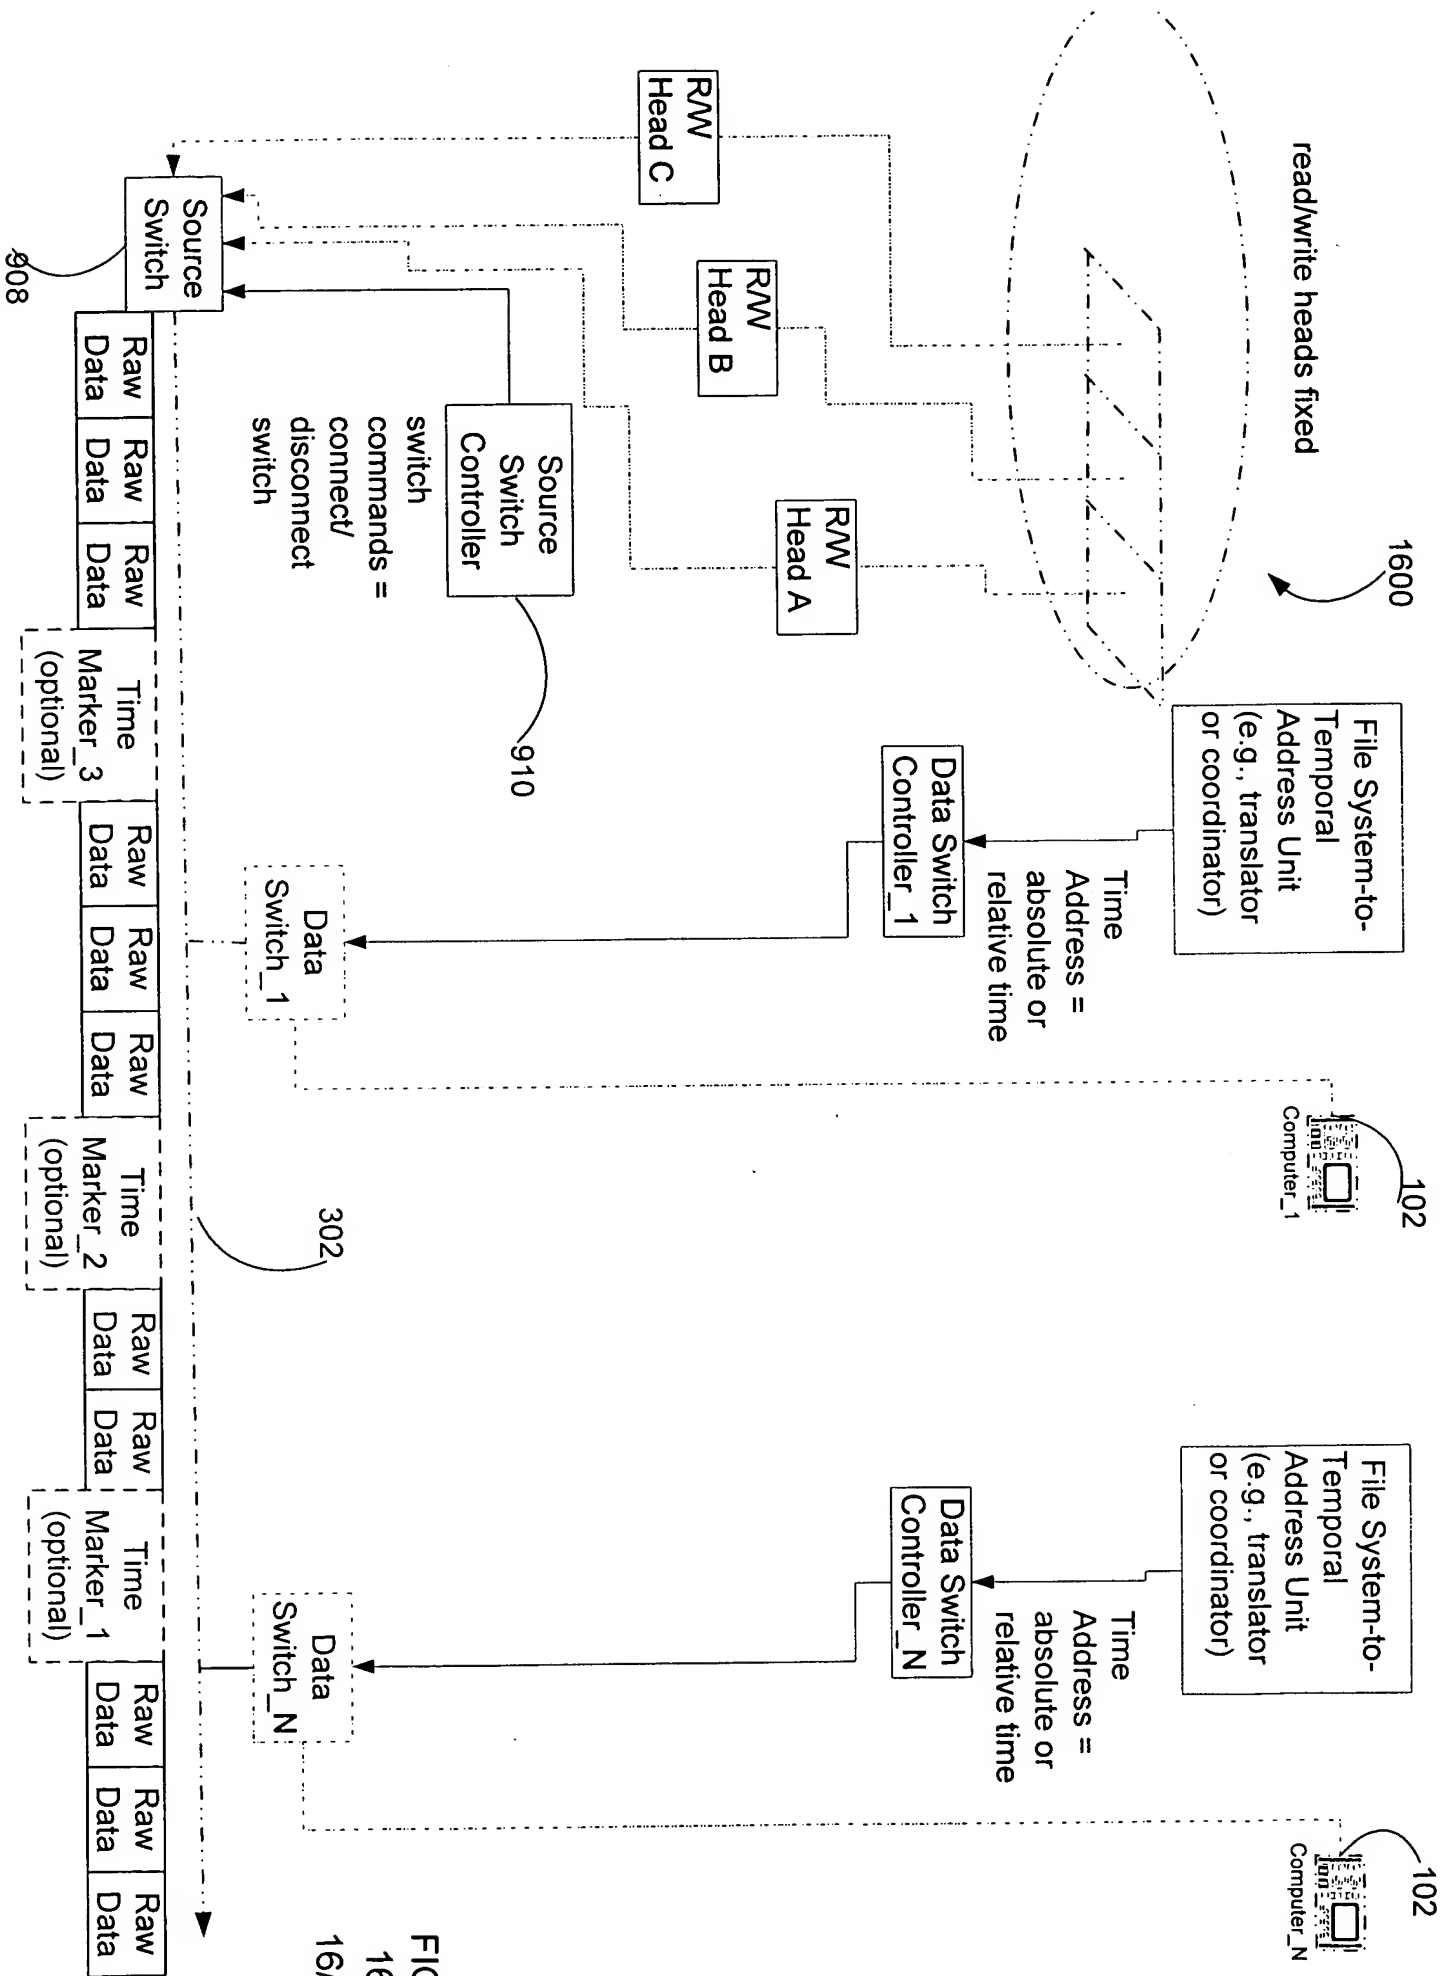 read/write heads fixed
1600
File System-to-
Temporal
Address Unit
(e.g., translator
or coordinator)
102
Computer_1
File System-to-
Temporal
Address Unit
(e.g., translator
or coordinator)
102
Computer_N
R/W
Head C
R/W
Head B
R/W
Head A
Time
Address =
absolute or
relative time
Data Switch
Controller_1
Time
Address =
absolute or
relative time
Data Switch
Controller_N
Source
Switch
Controller
910
switch
commands =
connect/
disconnect
switch
Data
Switch_1
302
Data
Switch_N
Source
Switch
908
Raw
Data
Raw
Data
Raw
Data
Time
Marker_3
(optional)
Raw
Data
Raw
Data
Raw
Data
Time
Marker_2
(optional)
Raw
Data
Raw
Data
Time
Marker_1
(optional)
Raw
Data
Raw
Data
Raw
Data